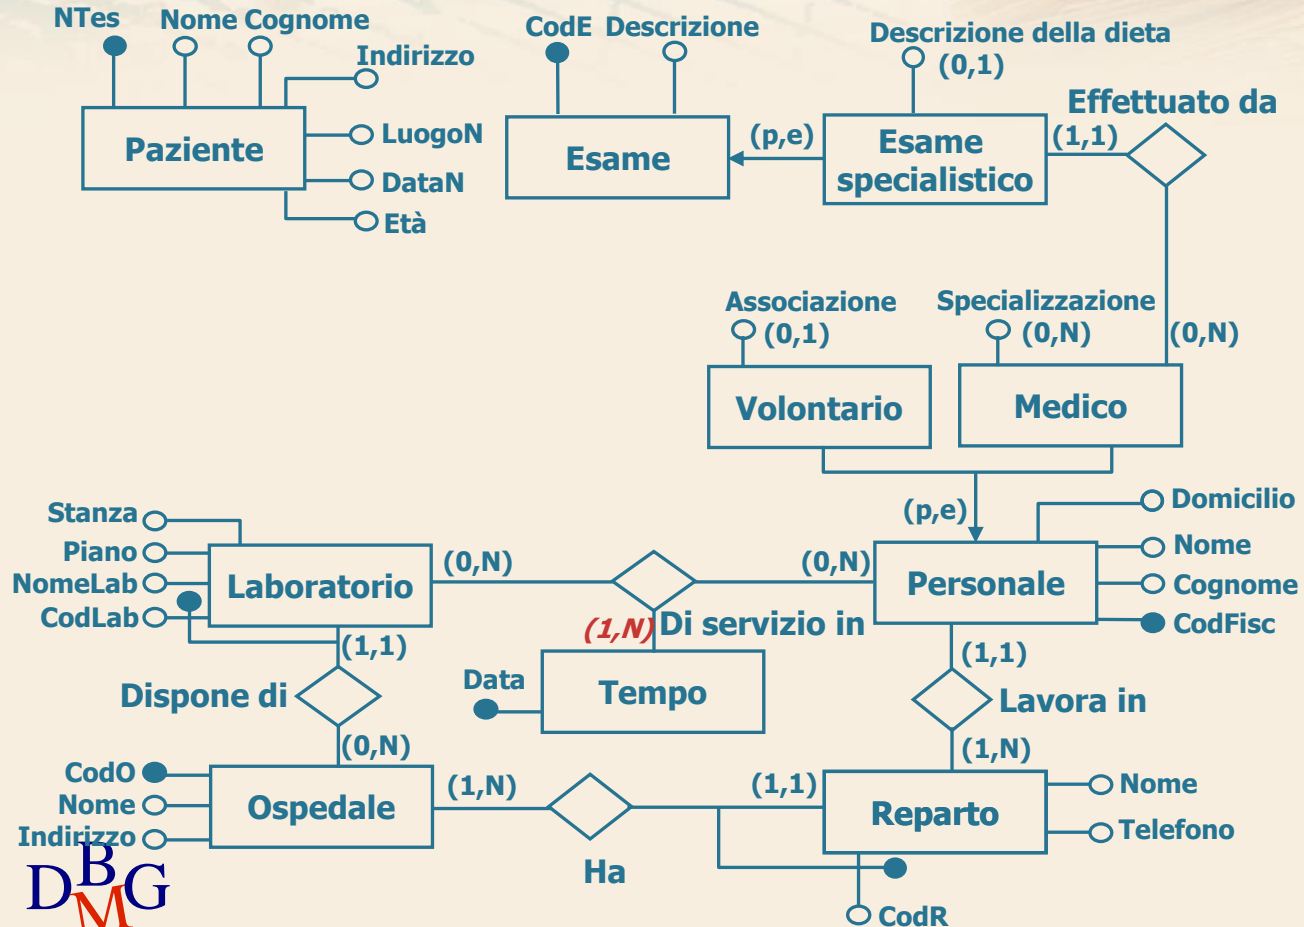 NTes
Nome Cognome
Indirizzo
Paziente
LuogoN
DataN
Età
CodE Descrizione
Esame
(p,e)
Descrizione della dieta
(0,1)
Esame
specialistico
Effettuato da
(1,1)
(0,N)
Associazione
(0,1)
Volontario
Specializzazione
(0,N)
Medico
(p,e)
Stanza
Piano
NomeLab
CodLab
Laboratorio
(0,N)
(0,N)
Di servizio in
(1,N)
Personale
Domicilio
Nome
Cognome
CodFisc
(1,1)
Dispone di
(0,N)
Data
Tempo
(1,1)
Lavora in
(1,N)
CodO
Nome
Indirizzo
Ospedale
(1,N)
Ha
(1,1)
Reparto
Nome
Telefono
CodR
DBMG